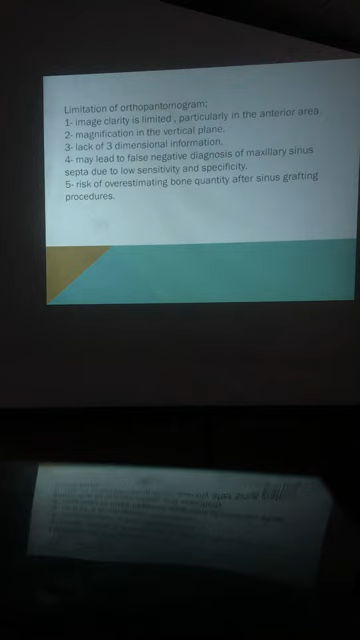 Limitation of orthopantomogram;
1- image clarity is limited , particularly in the anterior area
2- magnification in the vertical plane.
3- lack of 3 dimensional information.
4- may lead to false negative diagnosis of maxillary sinus
septa due to low sensitivity and specificity.
5- risk of overestimating bone quantity after sinus grafting
procedures.